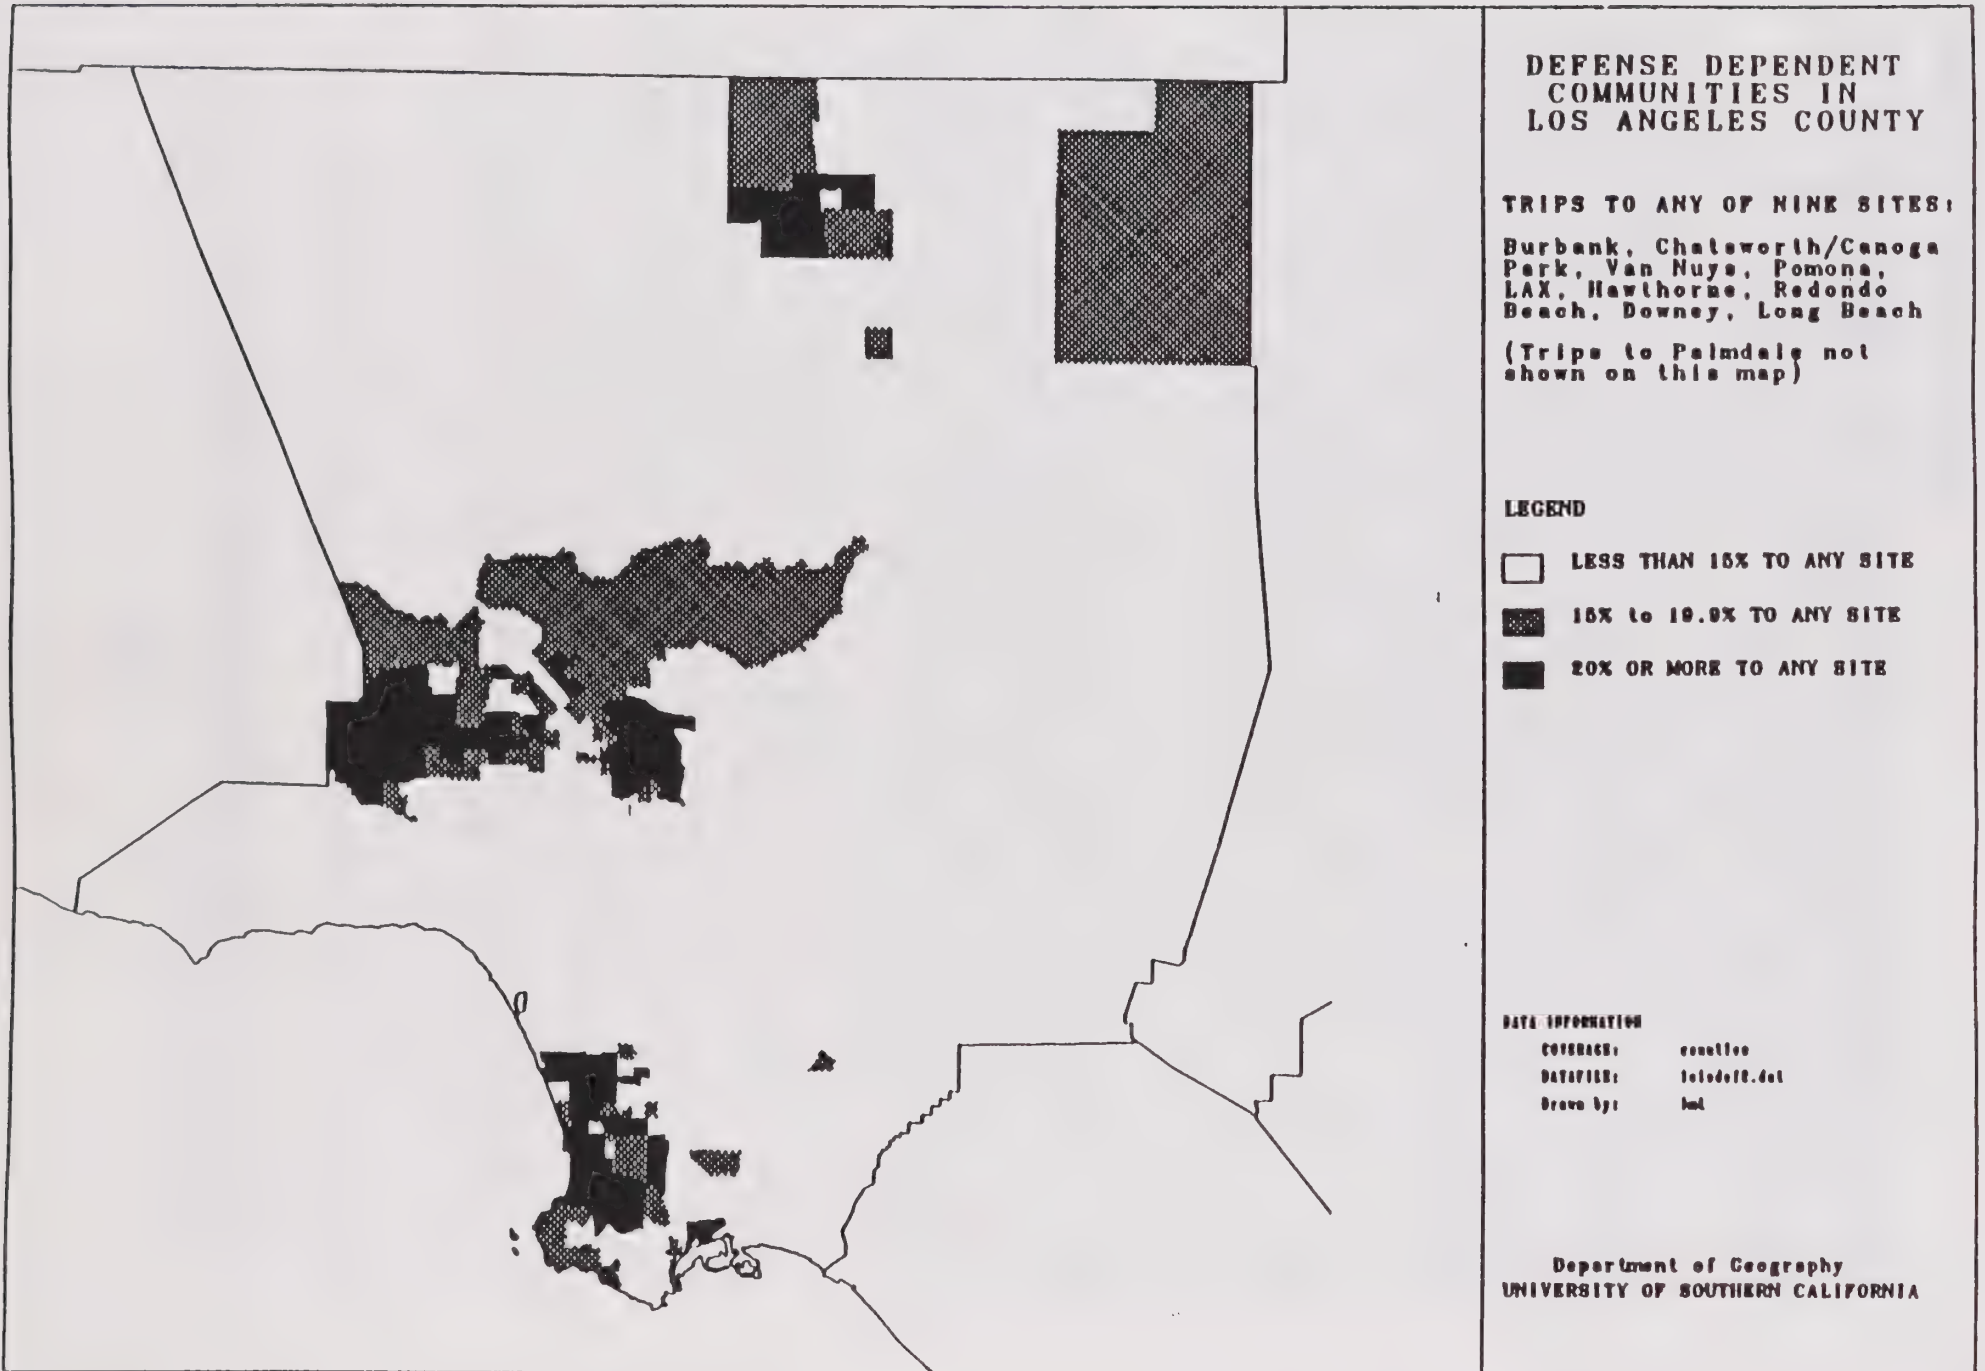 DEFENSE DEPENDENT
COMMUNITIES IN
LOS ANGELES COUNTY
TRIPS TO ANY OF NINE SITES:
Burbank, Chatsworth/Canoga
Park, Van Nuys, Pomona,
LAX, Hawthorne, Redondo
Beach, Downey, Long Beach
(Trips to Palmdale not
shown on this map)
LEGEND
LESS THAN 15% TO ANY SITE
15% to 19.9% TO ANY SITE
20% OR MORE TO ANY SITE
DATA INFORMATION
COVERAGE:
DATAFILE:
Drawn by:
Department of Geography
UNIVERSITY OF SOUTHERN CALIFORNIA